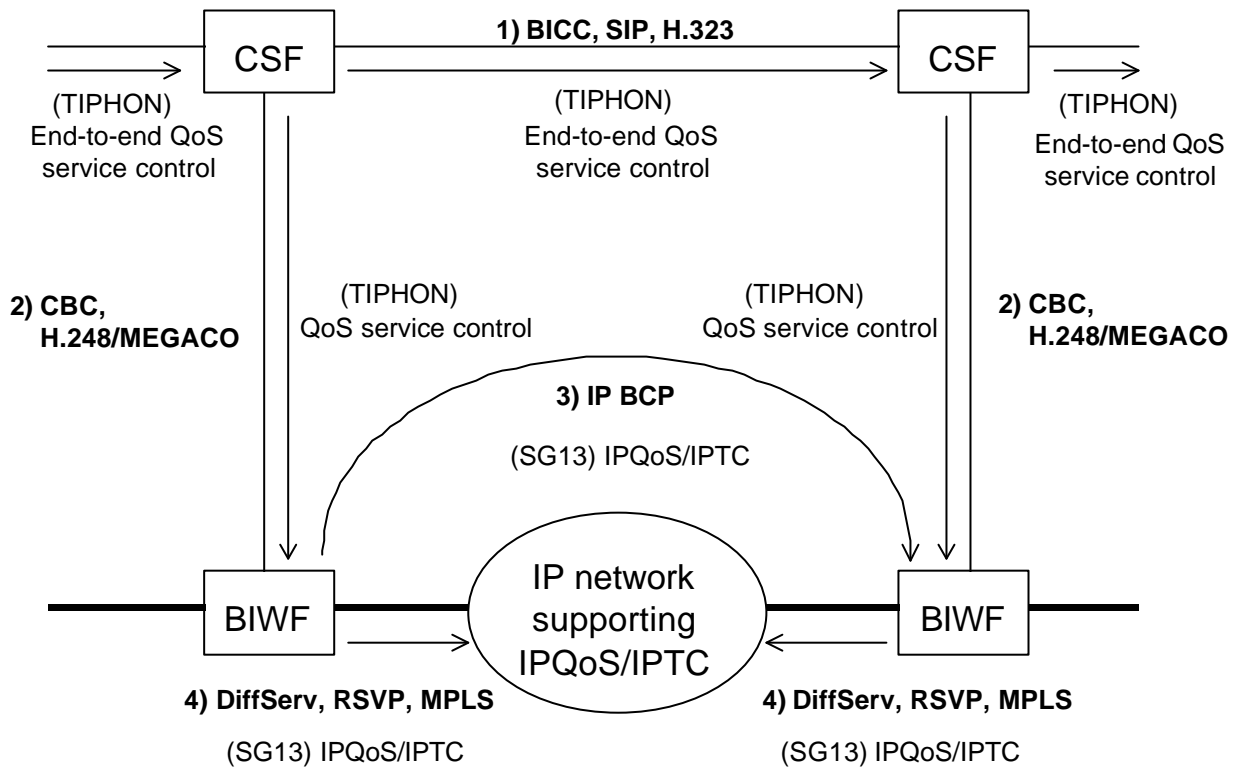 1) BICC, SIP, H.323
CSF
CSF
(TIPHON)
End-to-end QoS
service control
(TIPHON)
End-to-end QoS
service control
(TIPHON)
End-to-end QoS
service control
2) CBC,
H.248/MEGACO
(TIPHON)
QoS service control
(TIPHON)
QoS service control
2) CBC,
H.248/MEGACO
3) IP BCP
(SG13) IPQoS/IPTC
BIWF
IP network
supporting
IPQoS/IPTC
BIWF
4) DiffServ, RSVP, MPLS
(SG13) IPQoS/IPTC
4) DiffServ, RSVP, MPLS
(SG13) IPQoS/IPTC